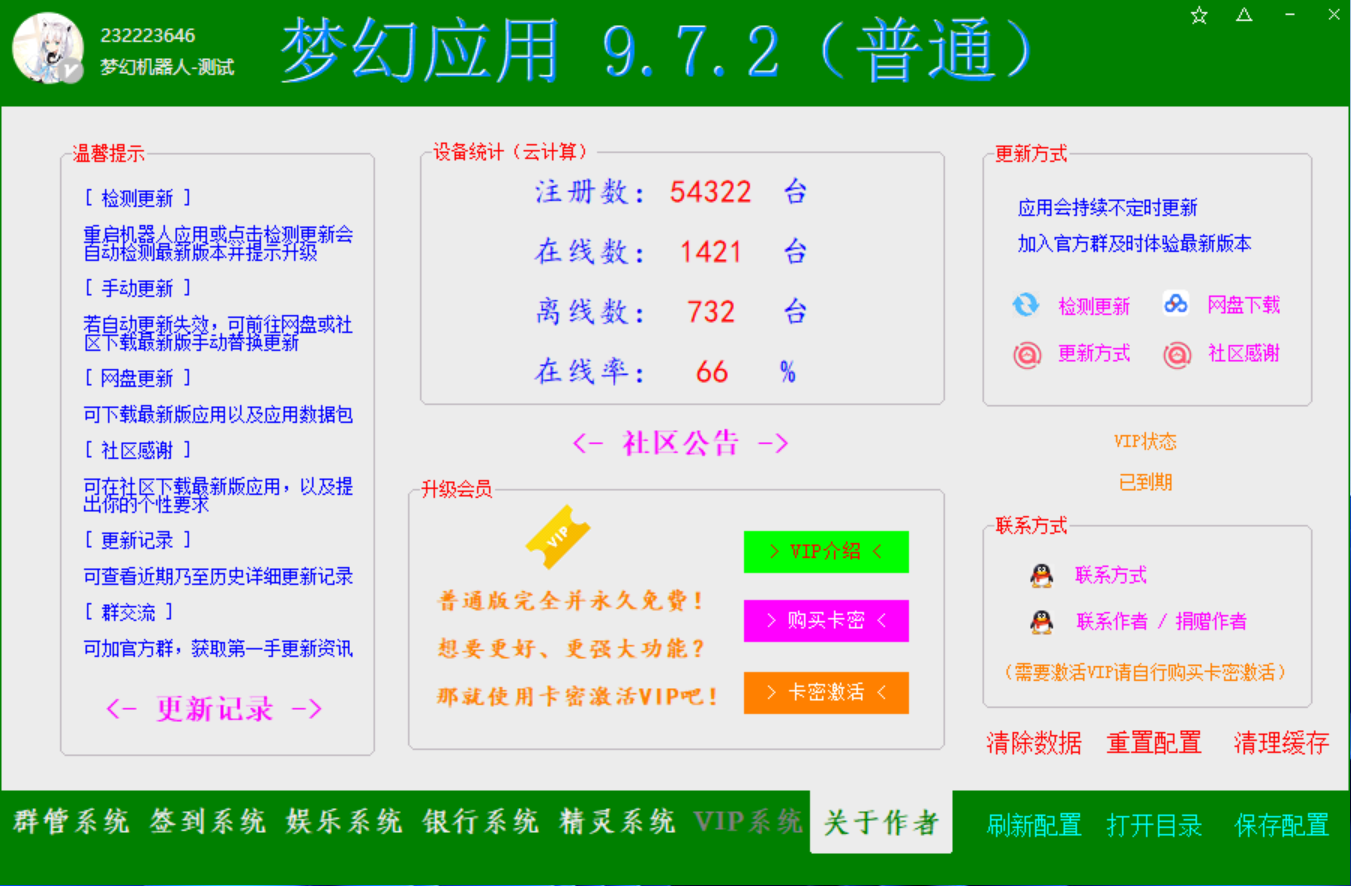 232223646
梦幻机器人-测试
梦幻应用 9.7.2（普通）
温馨提示
[ 检测更新 ]
重启机器人应用或点击检测更新会
自动检测最新版本并提示升级
[ 手动更新 ]
若自动更新失效，可前往网盘或社
区下载最新版手动替换更新
[ 网盘更新 ]
可下载最新版应用以及应用数据包
[ 社区感谢 ]
可在社区下载最新版应用，以及提
出你的个性要求
[ 更新记录 ]
可查看近期乃至历史详细更新记录
[ 群交流 ]
可加官方群，获取第一手更新资讯
<- 更新记录 ->
设备统计（云计算）
注册数： 54322 台
在线数： 1421 台
离线数： 732 台
在线率： 66 %
<- 社区公告 ->
升级会员
VIP
普通版完全并永久免费！
想要更好、更强大功能？
那就使用卡密激活VIP吧！
> VIP介绍 <
> 购买卡密 <
> 卡密激活 <
更新方式
应用会持续不定时更新
加入官方群及时体验最新版本
检测更新 网盘下载
更新方式 社区感谢
VIP状态
已到期
联系方式
联系方式
联系作者 / 捐赠作者
（需要激活VIP请自行购买卡密激活）
清除数据 重置配置 清理缓存
群管系统 签到系统 娱乐系统 银行系统 精灵系统 VIP系统 关于作者 刷新配置 打开目录 保存配置